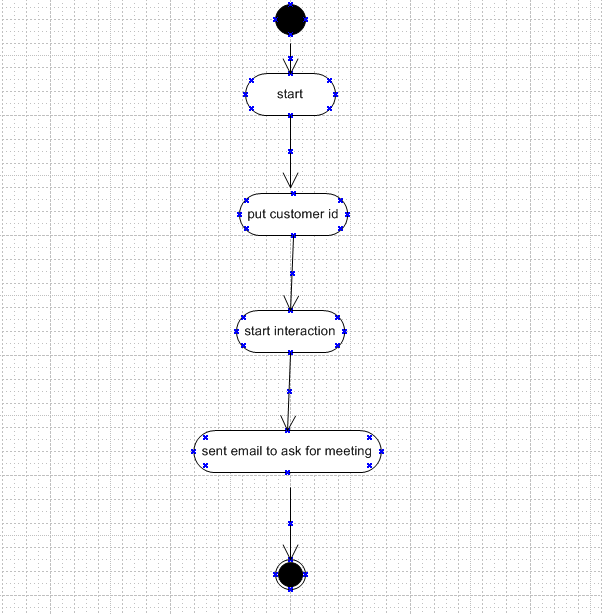 start
put customer id
start interaction
sent email to ask for meeting